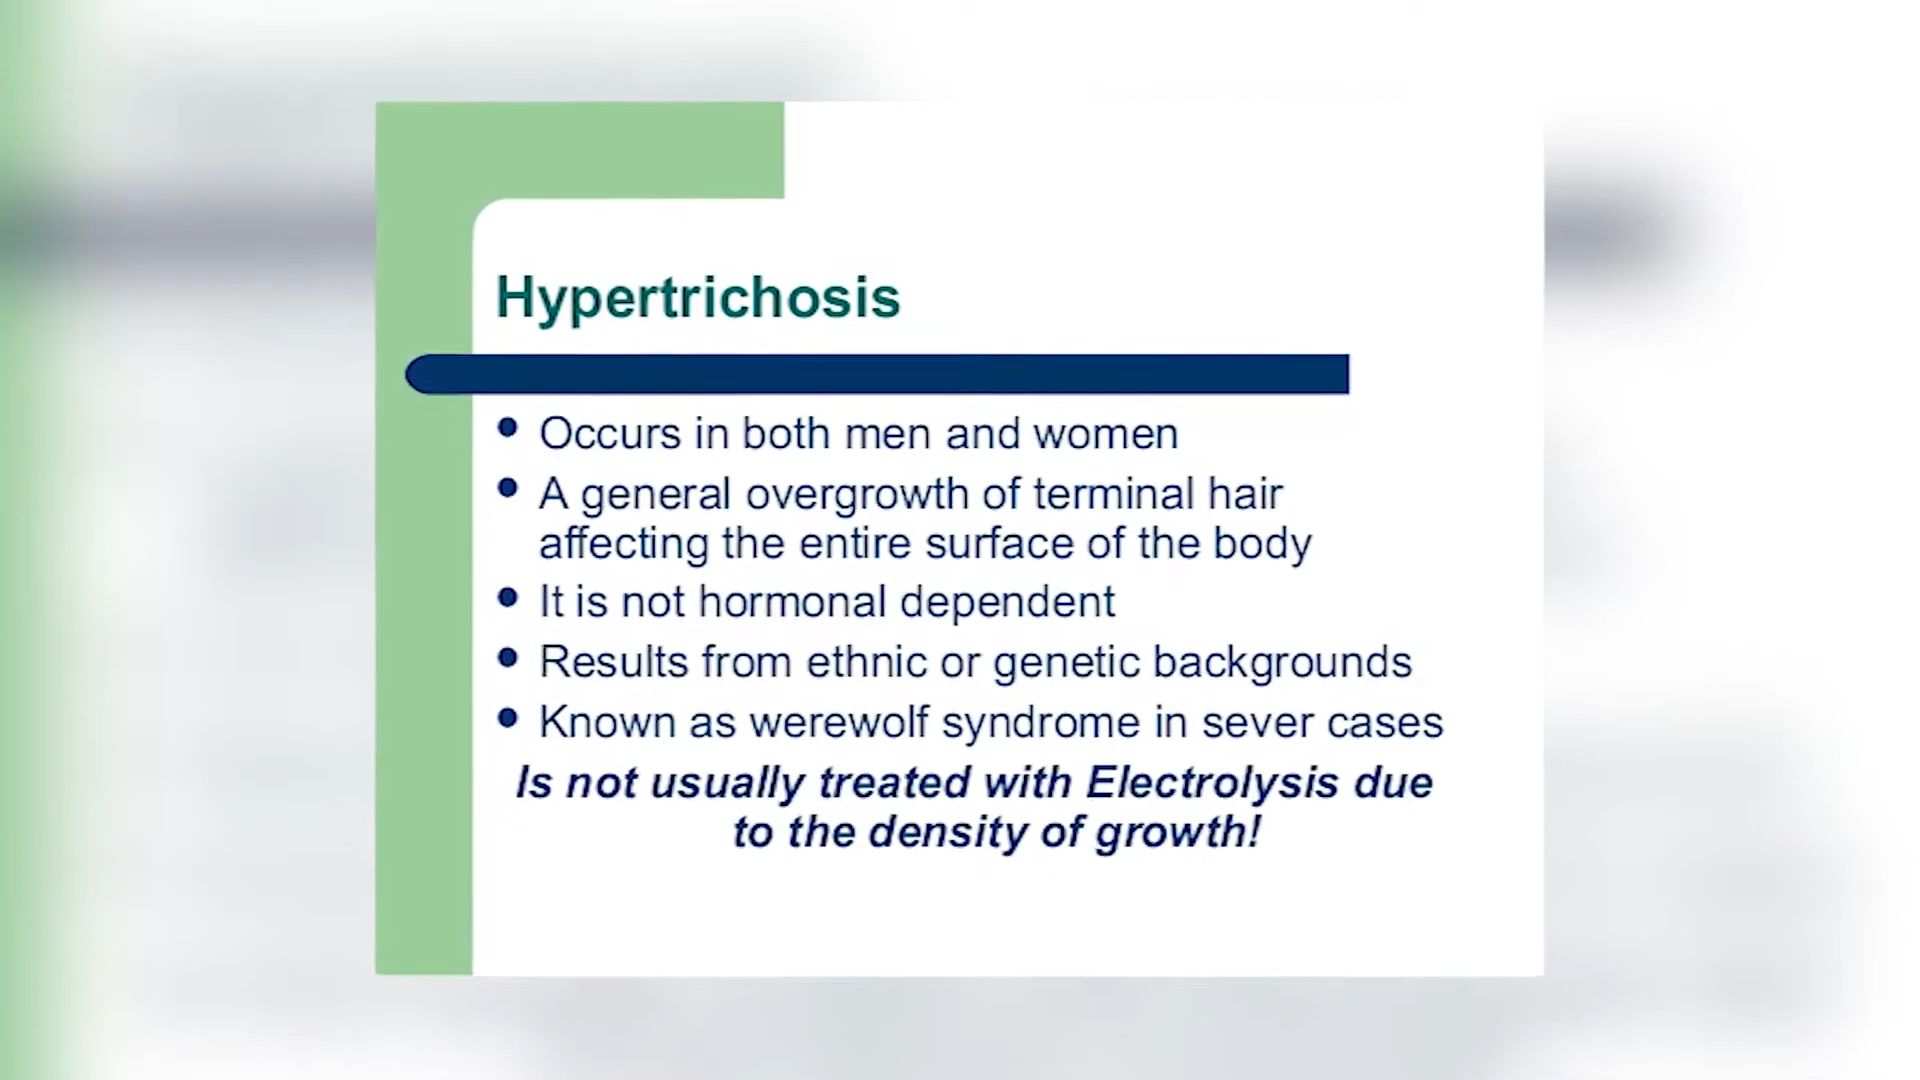 Hypertrichosis
• Occurs in both men and women
• A general overgrowth of terminal hair
affecting the entire surface of the body
• It is not hormonal dependent
• Results from ethnic or genetic backgrounds
• Known as werewolf syndrome in sever cases
Is not usually treated with Electrolysis due
to the density of growth!